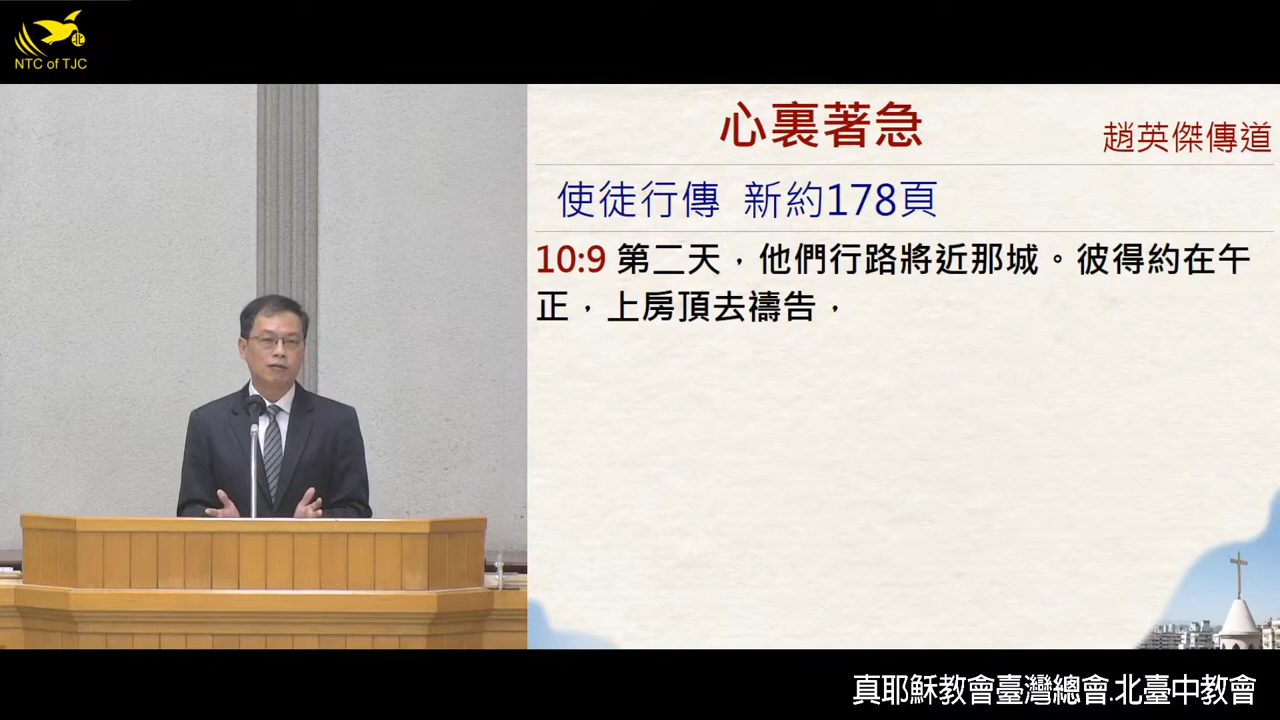 北
NTC of TJC
心裏著急
趙英傑傳道
使徒行傳 新約178頁
10:9 第二天，他們行路將近那城。彼得約在午
正，上房頂去禱告，
真耶穌教會臺灣總會.北臺中教會